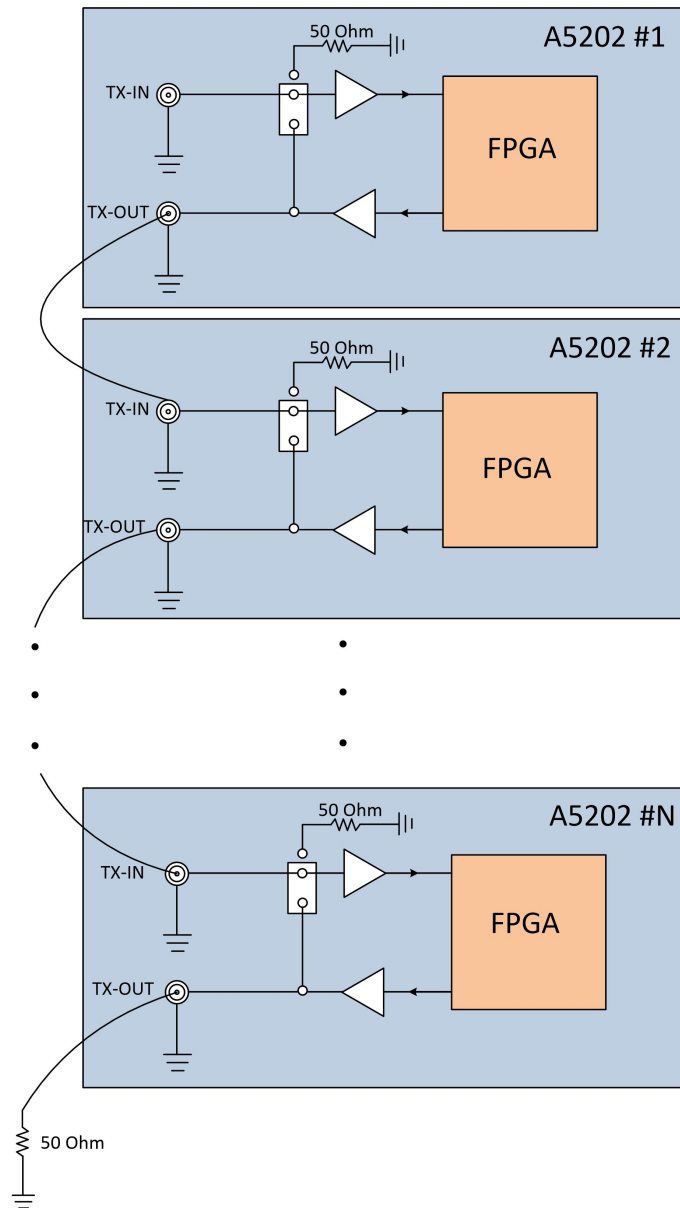 50 Ohm
A5202 #1
TX-IN
FPGA
TX-OUT
50 Ohm
A5202 #2
TX-IN
FPGA
TX-OUT
50 Ohm
A5202 #N
TX-IN
FPGA
TX-OUT
50 Ohm